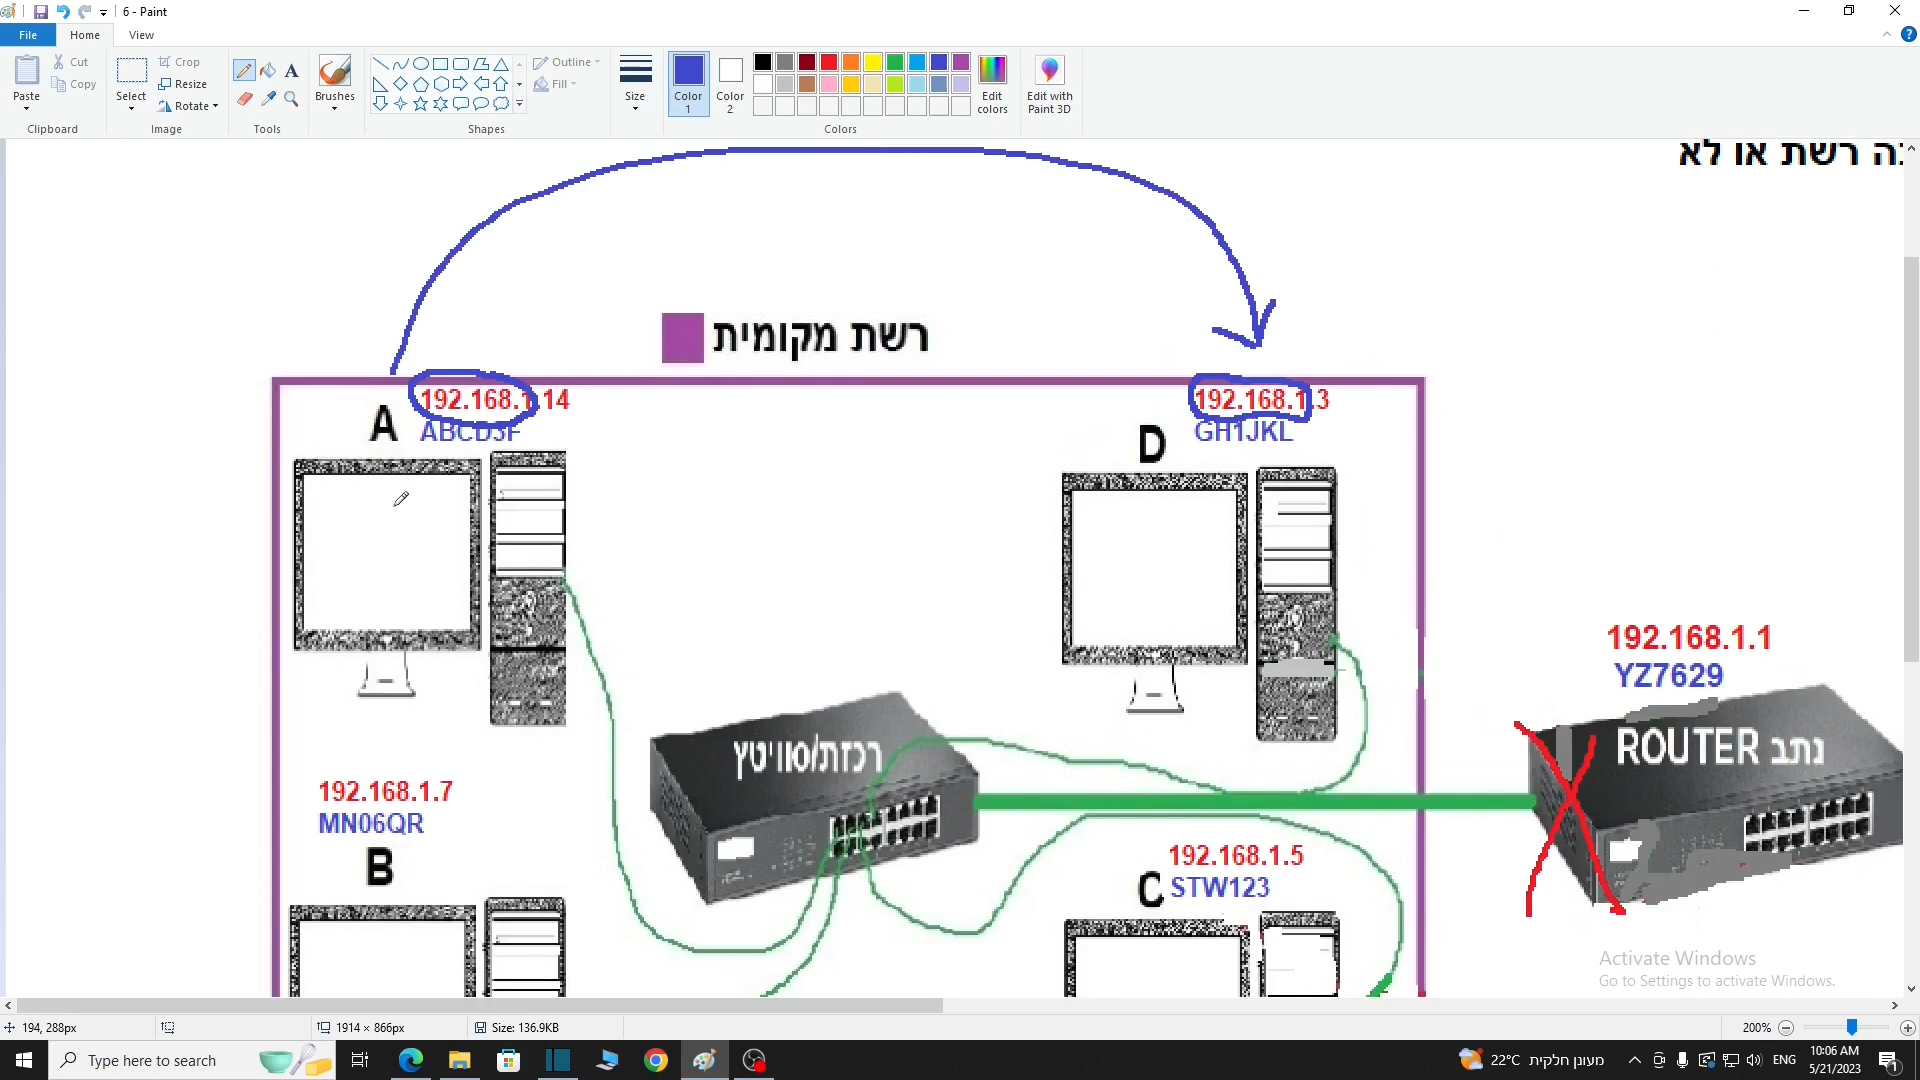 6 - Paint
File
Home
View
Paste
Cut
Copy
Clipboard
Select
Crop
Resize
Rotate
Image
Tools
Brushes
Shapes
Outline
Fill
Size
Color 1
Color 2
Colors
Edit colors
Edit with Paint 3D
רשת או לא
רשת מקומית
192.168.1.14
ABCD3F
A
192.168.1.3
GH1JKL
D
192.168.1.1
YZ7629
נתב ROUTER
רכזת/סוויטץ
192.168.1.7
MN06QR
B
192.168.1.5
STW123
C
Activate Windows
Go to Settings to activate Windows.
194, 288px
1914 × 866px
Size: 136.9KB
200%
Type here to search
22°C
מעונן חלקית
ENG
10:06 AM
5/21/2023
1